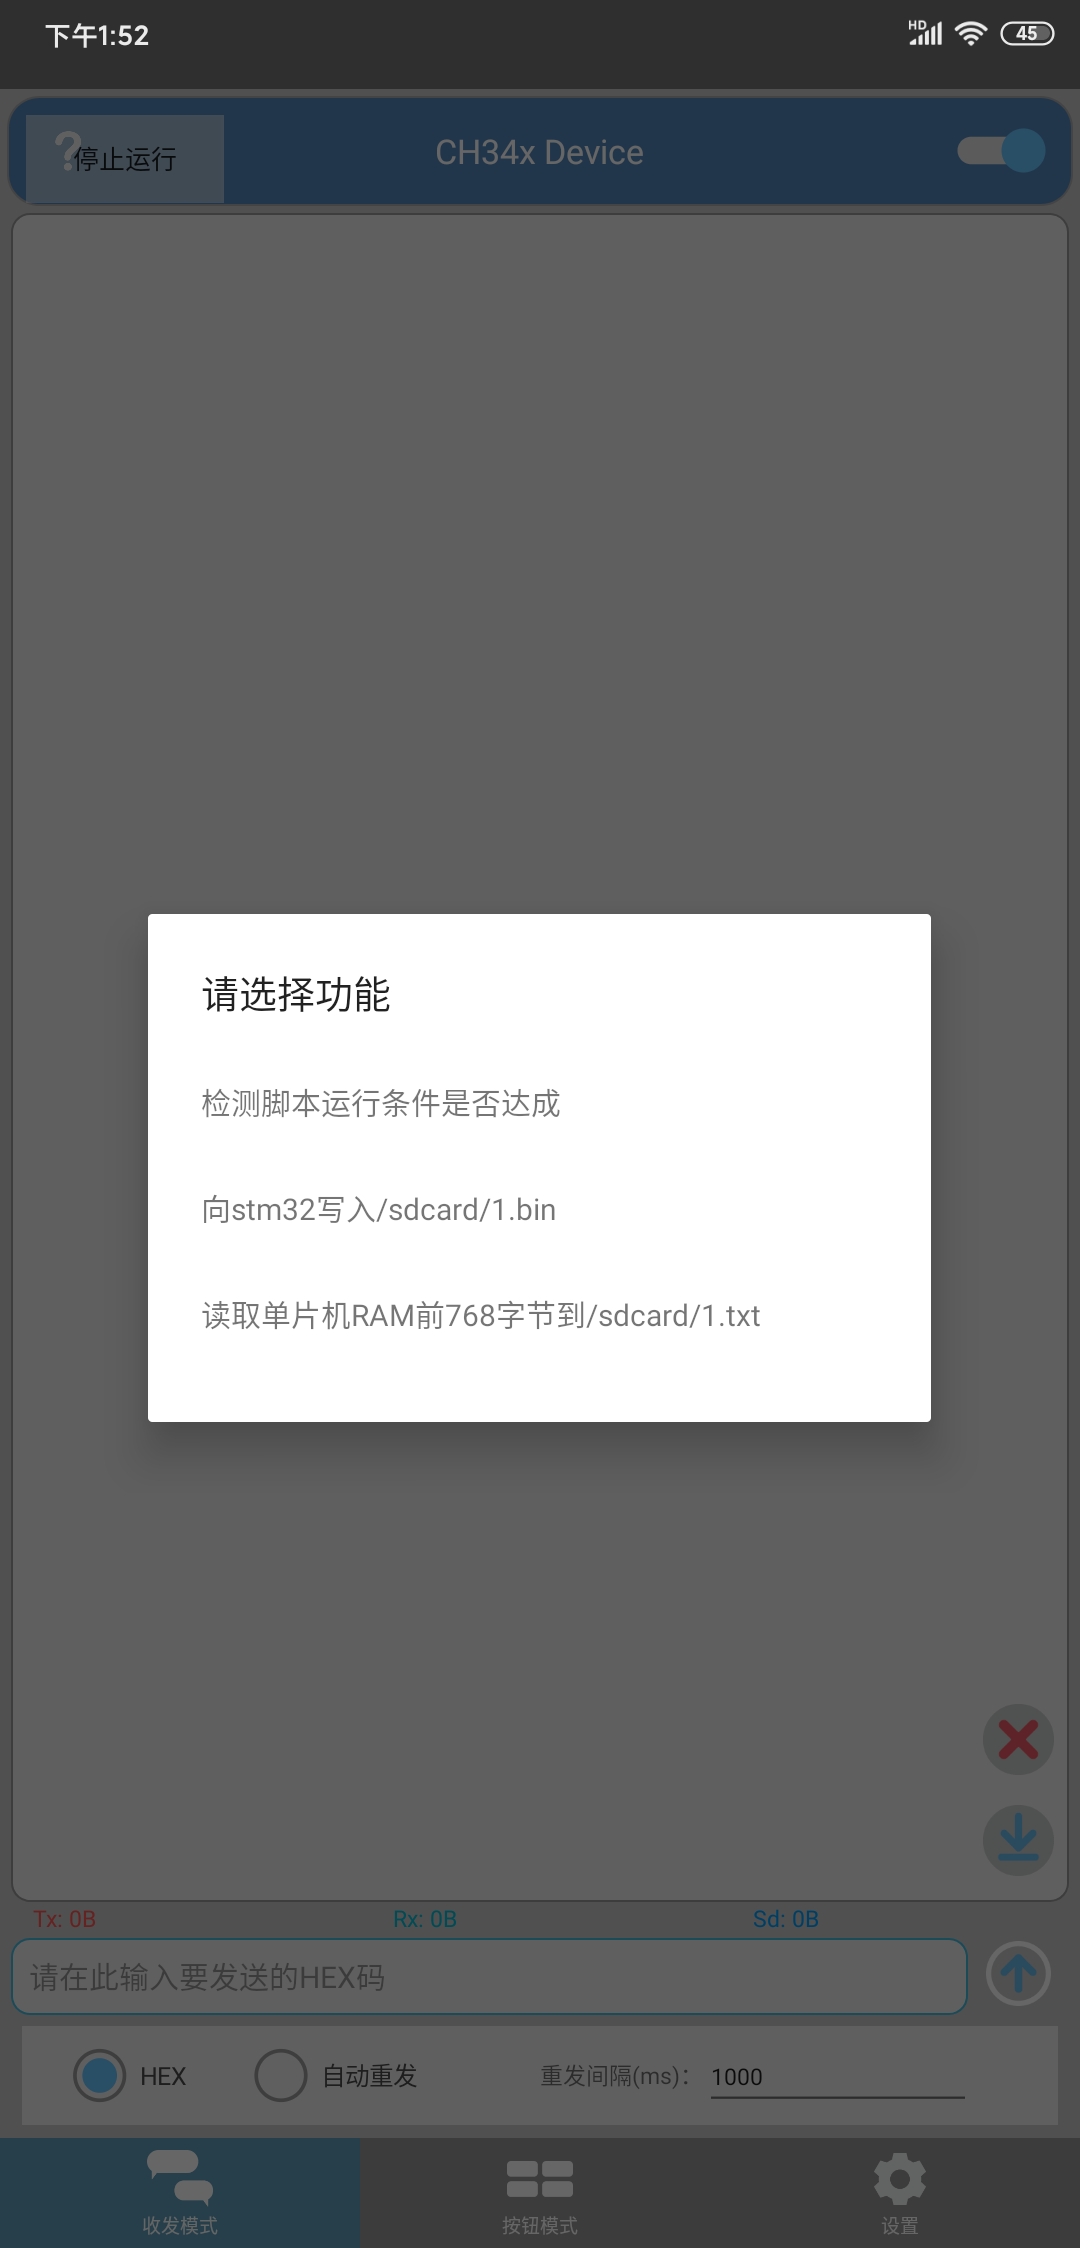 下午1:52
HD
45
停止运行
CH34x Device
请选择功能
检测脚本运行条件是否达成
向stm32写入/sdcard/1.bin
读取单片机RAM前768字节到/sdcard/1.txt
Tx: 0B
Rx: 0B
Sd: 0B
请在此输入要发送的HEX码
HEX
自动重发
重发间隔(ms)：
1000
收发模式
按钮模式
设置